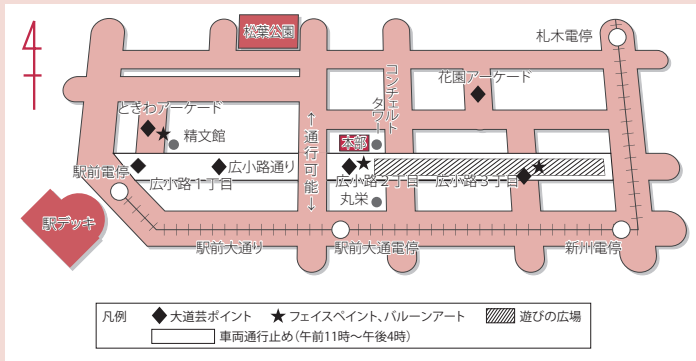 松葉公園
札木電停
コンチェルトタワー
花園アーケード
ときわアーケード
精文館
↑通行可能↓
本部
広小路通り
駅前電停
広小路1丁目
広小路2丁目
広小路3丁目
丸栄
駅デッキ
駅前大通り
駅前大通電停
新川電停
凡例 ◆大道芸ポイント ★フェイスペイント、バルーンアート 遊びの広場
車両通行止め(午前11時～午後4時)